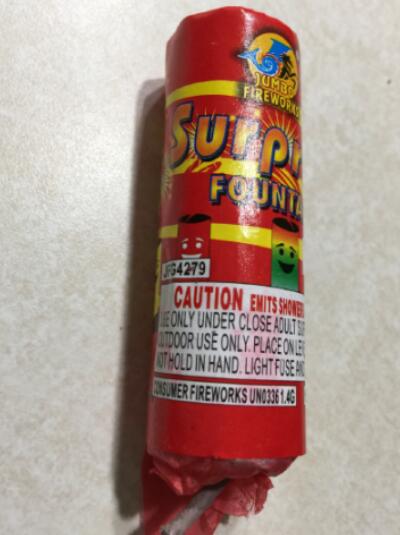 JUMBO
FIREWORKS
Surpr
FOUNTA
JFG4279
CAUTION EMITS SHOWER
USE ONLY UNDER CLOSE ADULT SU
OUTDOOR USE ONLY. PLACE ON LE
NOT HOLD IN HAND. LIGHT FUSE AND
CONSUMER FIREWORKS UN0336 1.4G